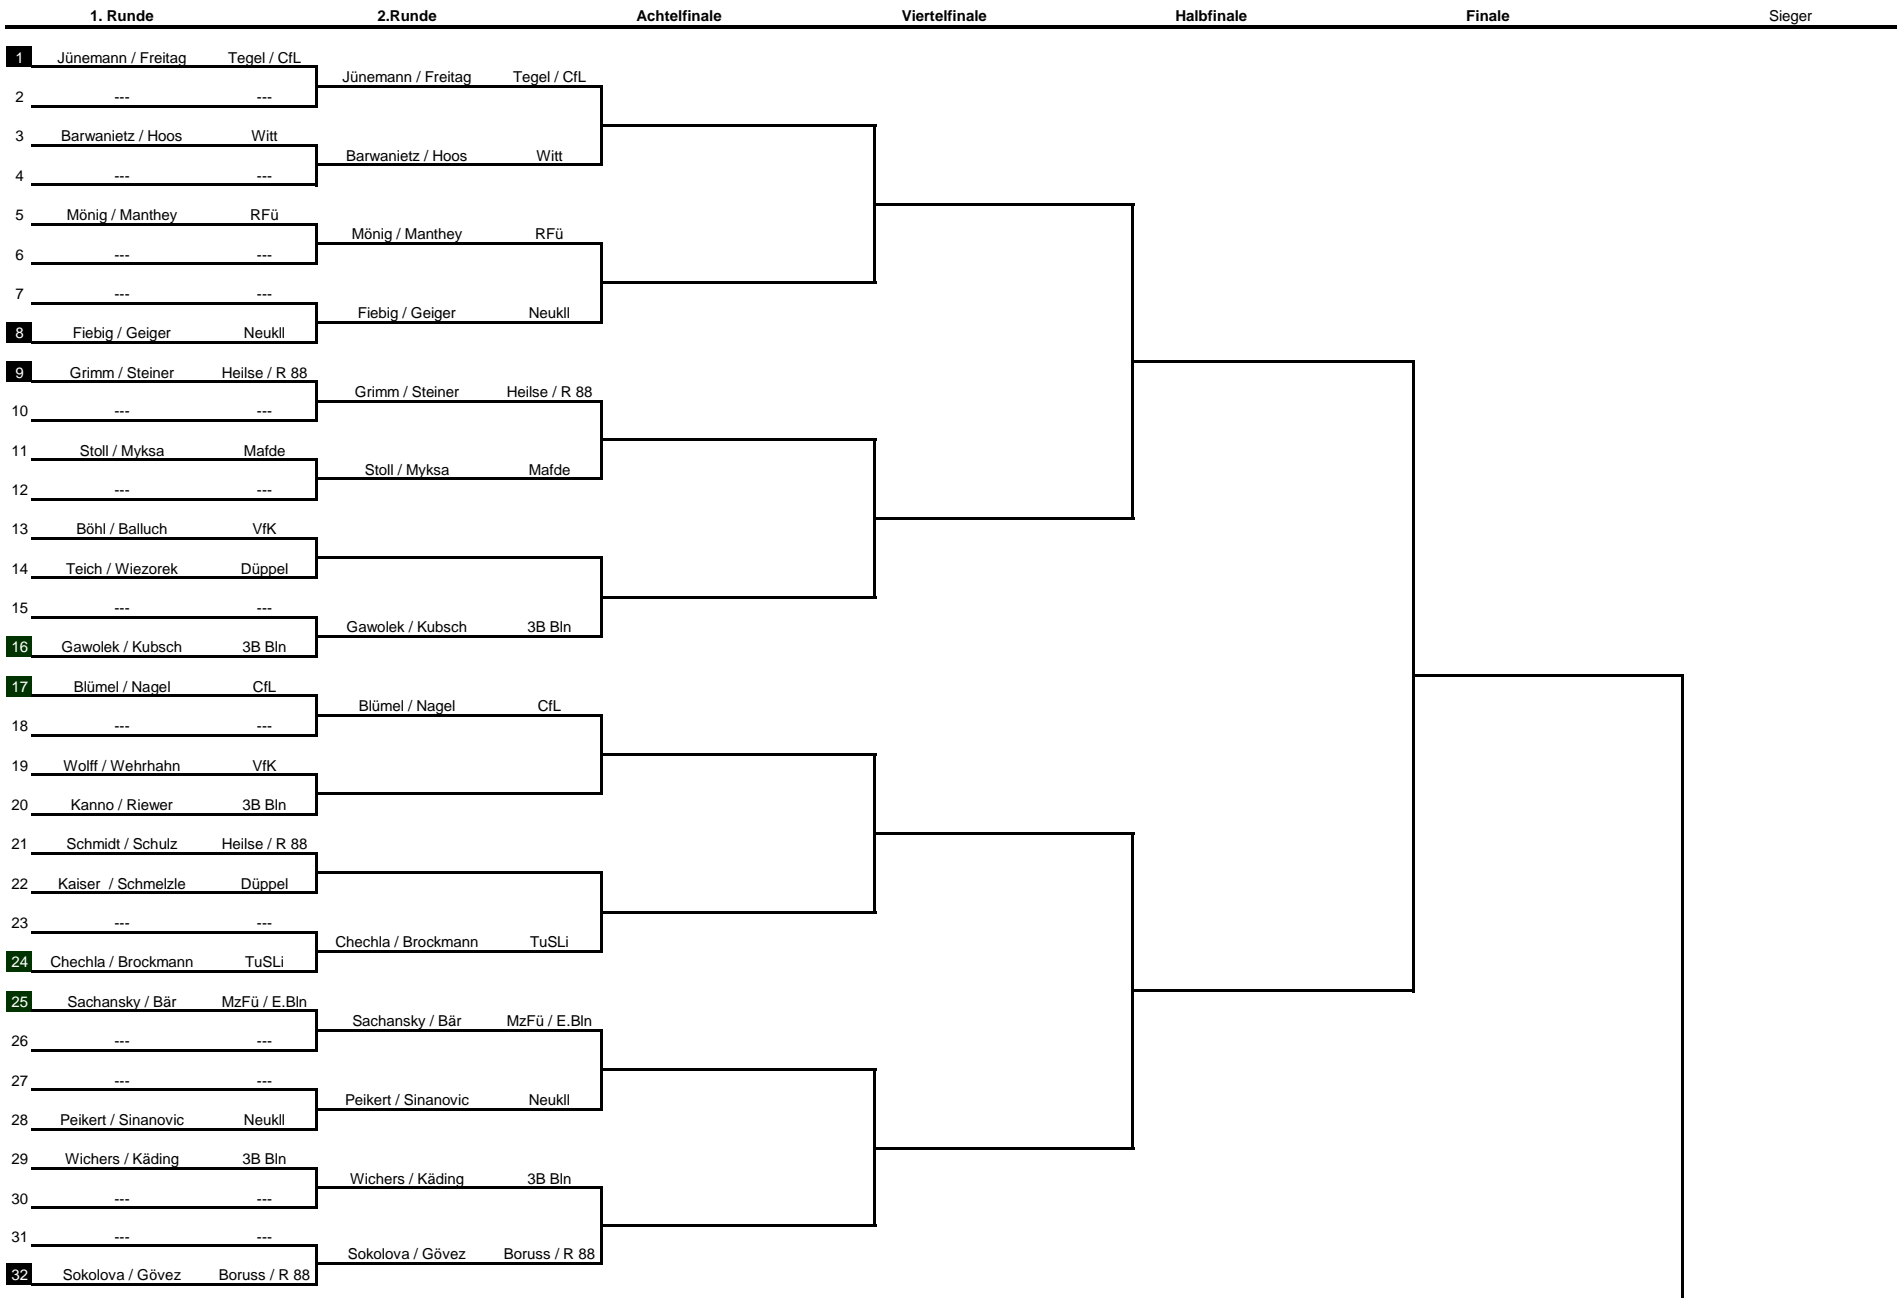 1. Runde 2.Runde Achtelfinale Viertelfinale Halbfinale Finale Sieger
1 Jünemann / Freitag Tegel / CfL
Jünemann / Freitag Tegel / CfL
2 --- ---
3 Barwanietz / Hoos Witt
Barwanietz / Hoos Witt
4 --- ---
5 Mönig / Manthey RFü
Mönig / Manthey RFü
6 --- ---
7 --- ---
Fiebig / Geiger Neukll
8 Fiebig / Geiger Neukll
9 Grimm / Steiner Heilse / R 88
Grimm / Steiner Heilse / R 88
10 --- ---
11 Stoll / Myksa Mafde
Stoll / Myksa Mafde
12 --- ---
13 Böhl / Balluch VfK
14 Teich / Wiezorek Düppel
15 --- ---
Gawolek / Kubsch 3B Bln
16 Gawolek / Kubsch 3B Bln
17 Blümel / Nagel CfL
Blümel / Nagel CfL
18 --- ---
19 Wolff / Wehrhahn VfK
20 Kanno / Riewer 3B Bln
21 Schmidt / Schulz Heilse / R 88
22 Kaiser / Schmelzle Düppel
23 --- ---
Chechla / Brockmann TuSLi
24 Chechla / Brockmann TuSLi
25 Sachansky / Bär MzFü / E.Bln
Sachansky / Bär MzFü / E.Bln
26 --- ---
27 --- ---
Peikert / Sinanovic Neukll
28 Peikert / Sinanovic Neukll
29 Wichers / Käding 3B Bln
Wichers / Käding 3B Bln
30 --- ---
31 --- ---
Sokolova / Gövez Boruss / R 88
32 Sokolova / Gövez Boruss / R 88